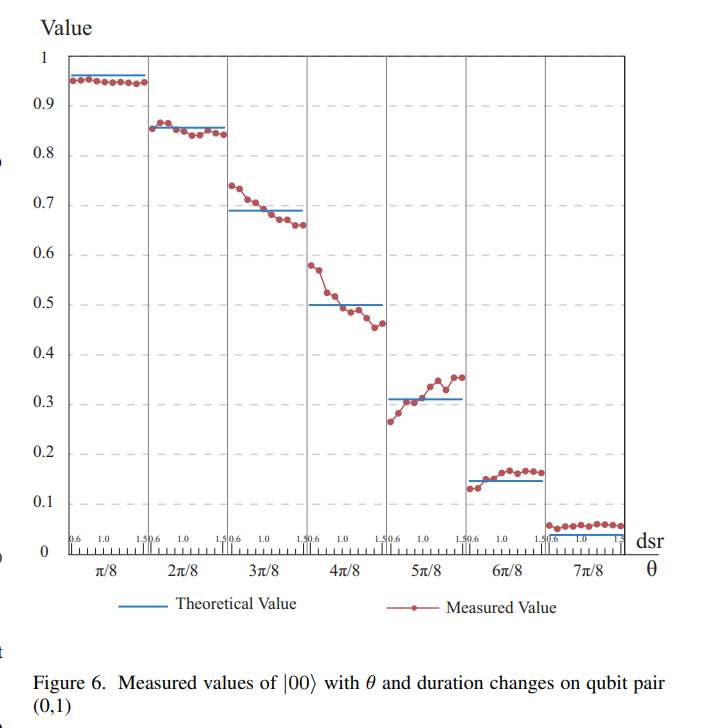 Value
1
0.9
0.8
0.7
0.6
0.5
0.4
0.3
0.2
0.1
0
0.6 1.0 1.5 0.6 1.0 1.5 0.6 1.0 1.5 0.6 1.0 1.5 0.6 1.0 1.5 0.6 1.0 1.5 0.6 1.0 1.5 dsr
π/8 2π/8 3π/8 4π/8 5π/8 6π/8 7π/8 θ
Theoretical Value Measured Value
t
Figure 6. Measured values of |00⟩ with θ and duration changes on qubit pair
(0,1)